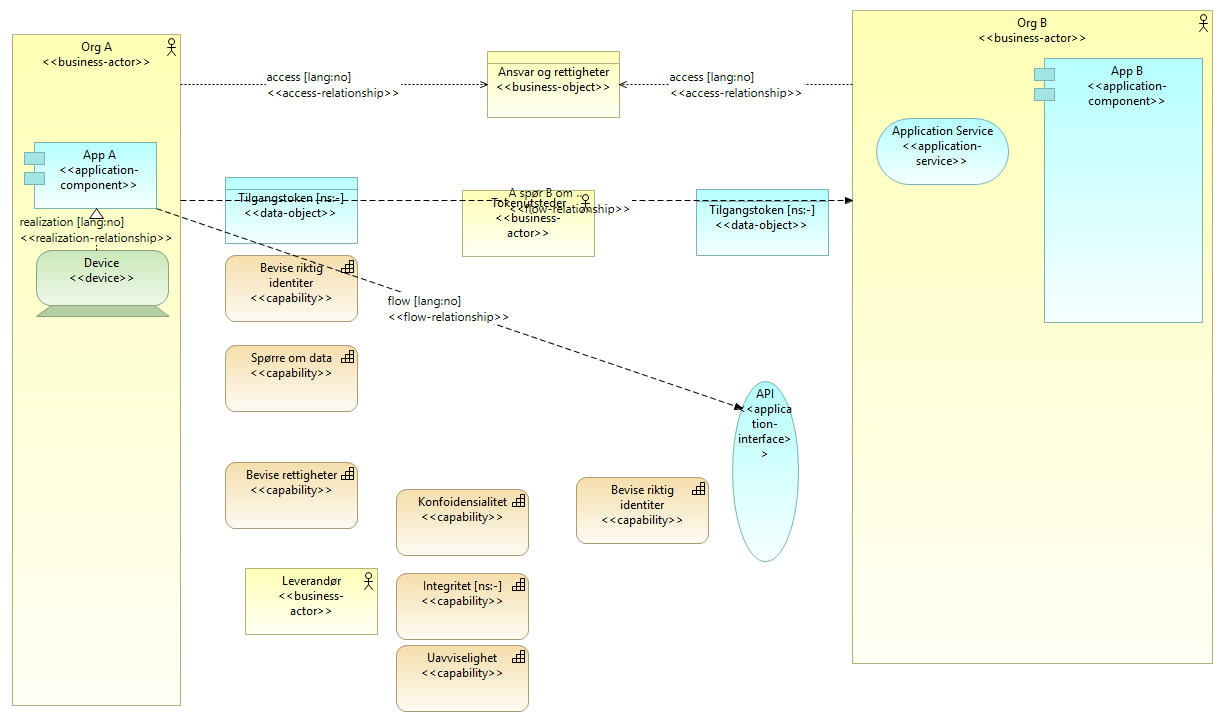 Org A
<<business-actor>>
Org B
<<business-actor>>
access [lang:no]
<<access-relationship>>
Ansvar og rettigheter
<<business-object>>
access [lang:no]
<<access-relationship>>
App B
<<application-
component>>
Application Service
<<application-
service>>
App A
<<application-
component>>
Tilgangstoken [ns:-]
<<data-object>>
A spør B om ...
<<flow-relationship>>
Tokenutsteder
<<business-
actor>>
Tilgangstoken [ns:-]
<<data-object>>
realization [lang:no]
<<realization-relationship>>
Device
<<device>>
Bevise riktig
identiter
<<capability>>
flow [lang:no]
<<flow-relationship>>
Spørre om data
<<capability>>
API
<<applica
tion-
interface>
>
Bevise rettigheter
<<capability>>
Konfoidensialitet
<<capability>>
Bevise riktig
identiter
<<capability>>
Leverandør
<<business-
actor>>
Integritet [ns:-]
<<capability>>
Uavviselighet
<<capability>>